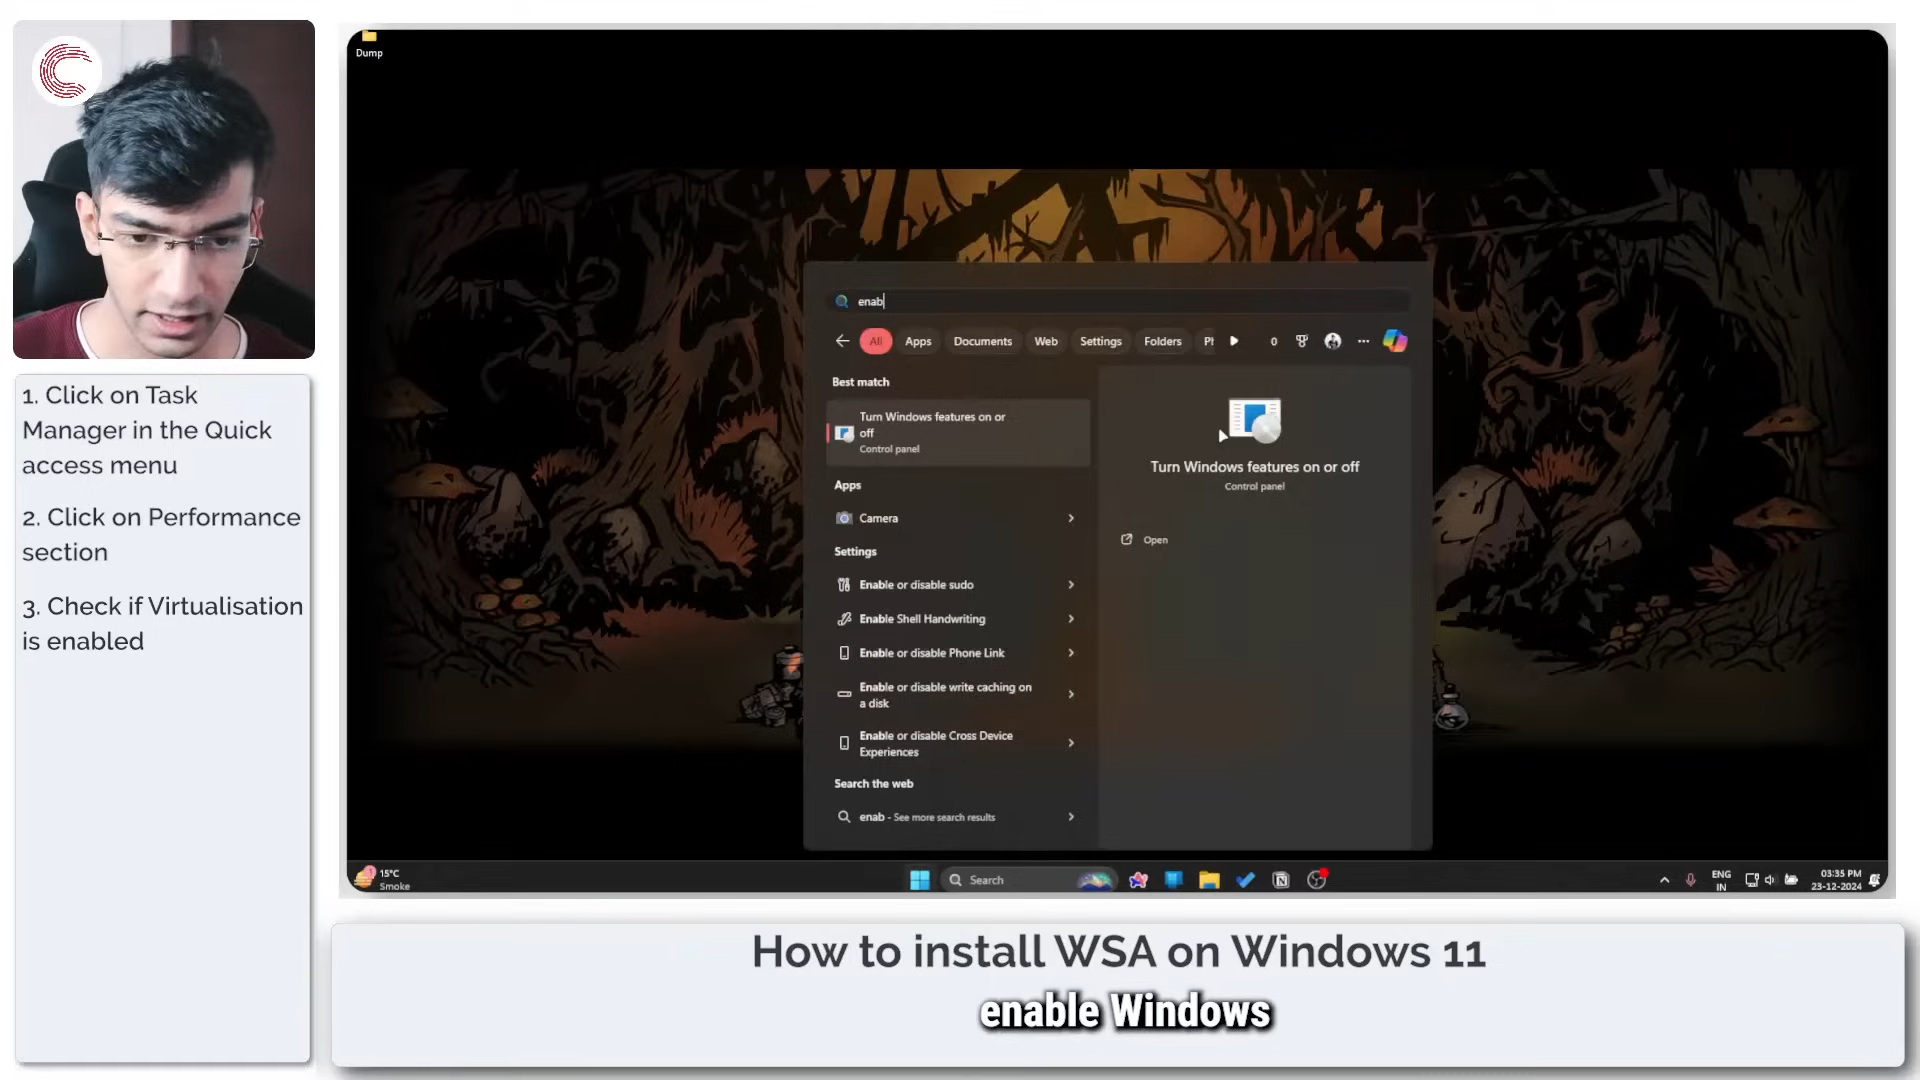 1. Click on Task
Manager in the Quick
access menu
2. Click on Performance
section
3. Check if Virtualisation
is enabled
Dump
enab
All
Apps
Documents
Web
Settings
Folders
0
Best match
Turn Windows features on or
off
Control panel
Apps
Camera
Settings
Enable or disable sudo
Enable Shell Handwriting
Enable or disable Phone Link
Enable or disable write caching on
a disk
Enable or disable Cross Device
Experiences
Search the web
enab - See more search results
Turn Windows features on or off
Control panel
Open
15°C
Smoke
Search
ENG
IN
03:35 PM
23-12-2024
How to install WSA on Windows 11
enable Windows